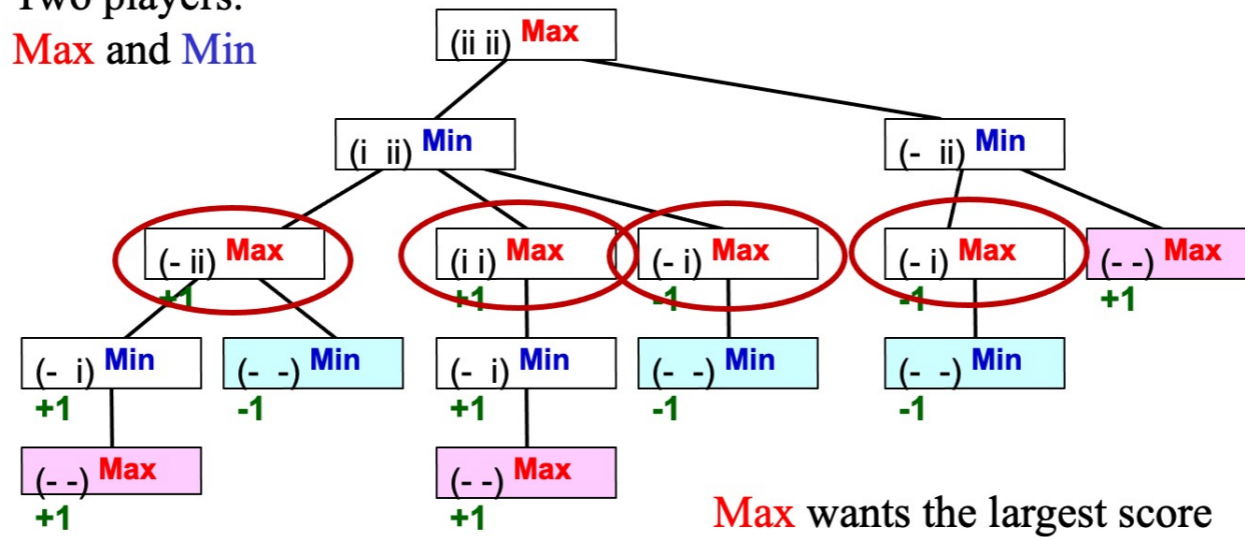 Two players:
Max and Min
(ii ii) Max
(i ii) Min
(- ii) Min
(- ii) Max
+1
(i i) Max
+1
(- i) Max
-1
(- i) Max
-1
(- -) Max
+1
(- i) Min
+1
(- -) Min
-1
(- i) Min
+1
(- -) Min
-1
(- -) Min
-1
(- -) Max
+1
(- -) Max
+1
Max wants the largest score